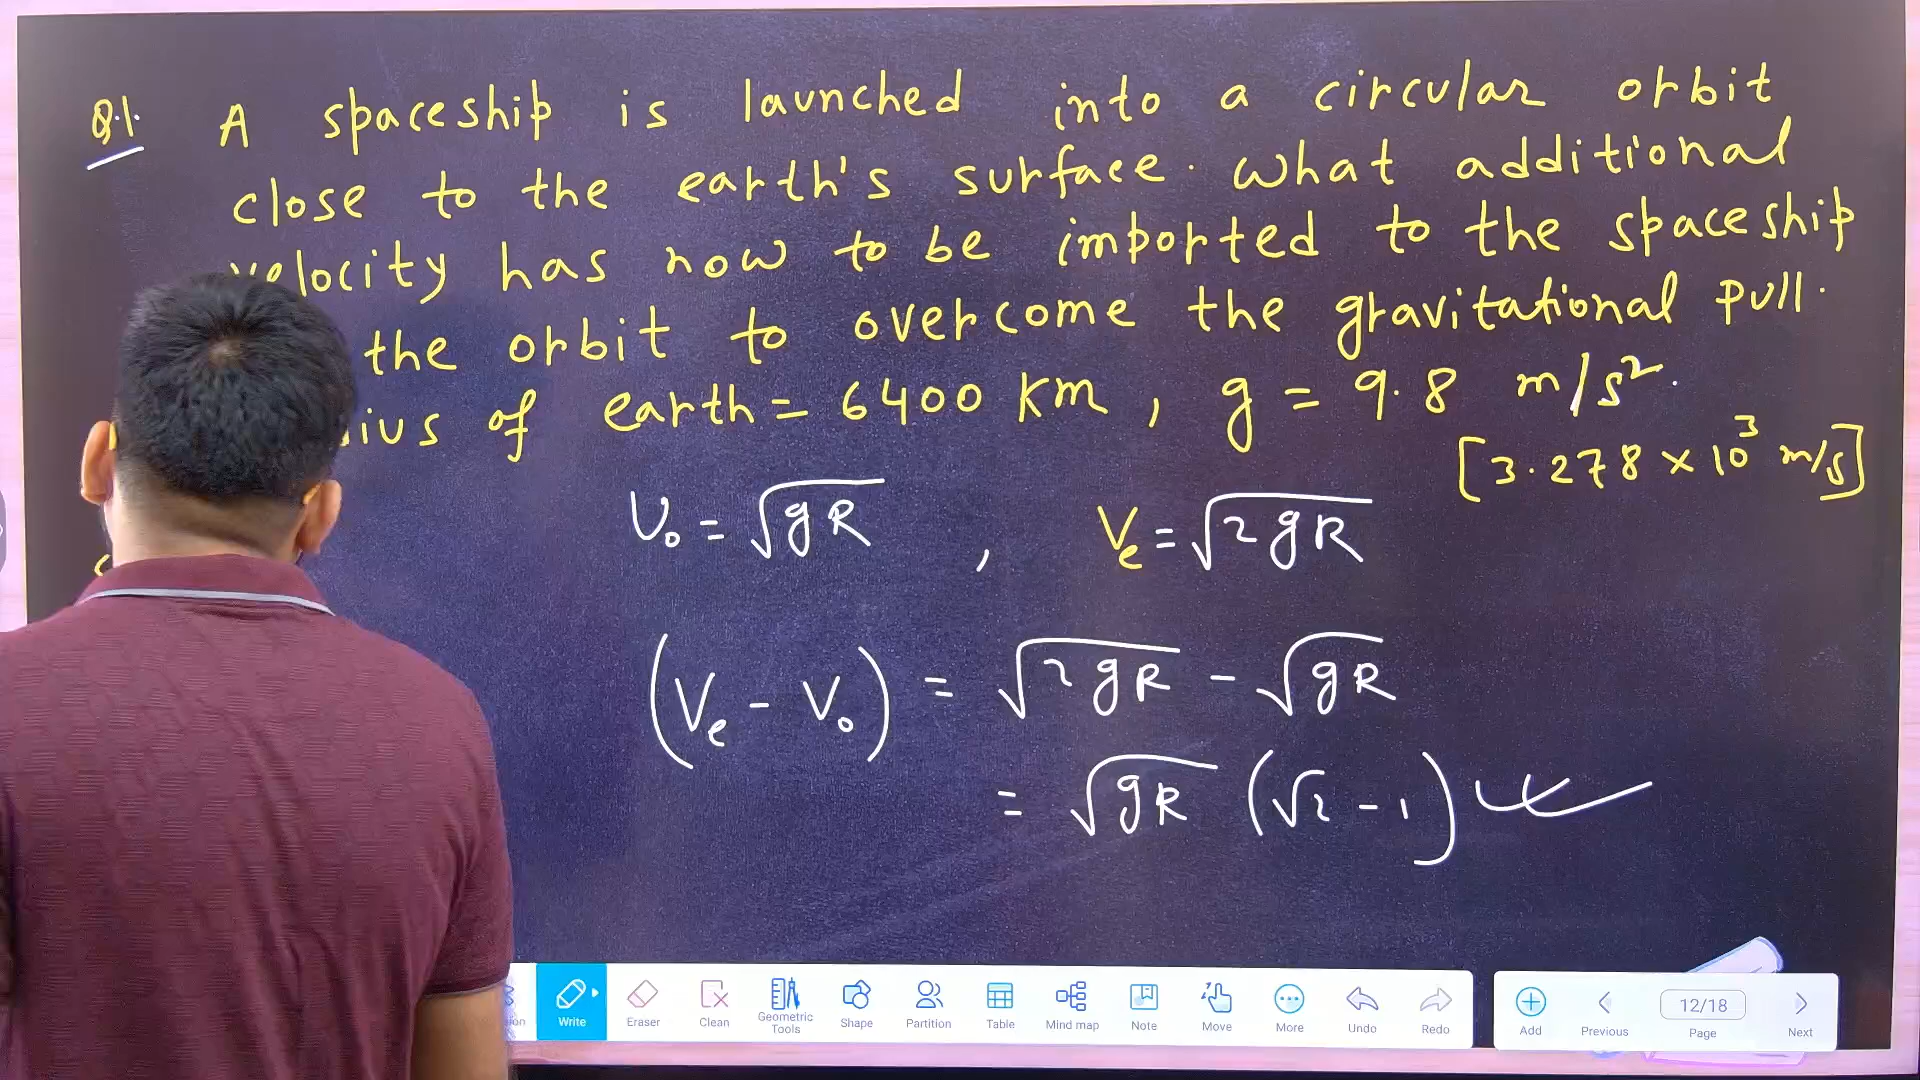 Q.1. A spaceship is launched into a circular orbit
close to the earth's surface. What additional
velocity has now to be imported to the spaceship
the orbit to overcome the gravitational pull.
of earth = 6400 Km, g = 9.8 m/s².
[3.278 × 10³ m/s]
V₀ = √gR , Vₑ = √2gR
(Vₑ - V₀) = √2gR - √gR
= √gR (√2 - 1)
Write Eraser Clean Geometric Tools Shape Partition Table Mind map Note Move More Undo Redo
Add Previous 12/18 Page Next